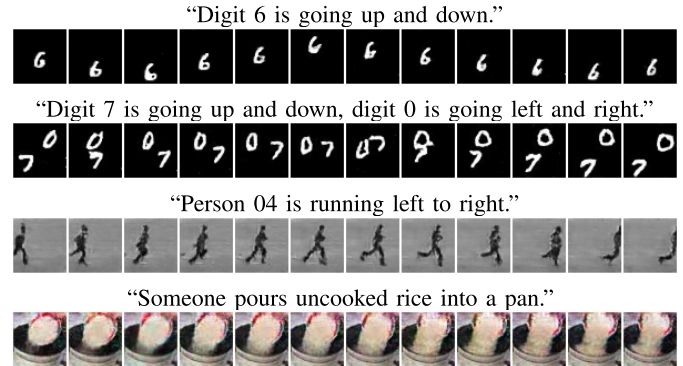 “Digit 6 is going up and down.”
“Digit 7 is going up and down, digit 0 is going left and right.”
“Person 04 is running left to right.”
“Someone pours uncooked rice into a pan.”